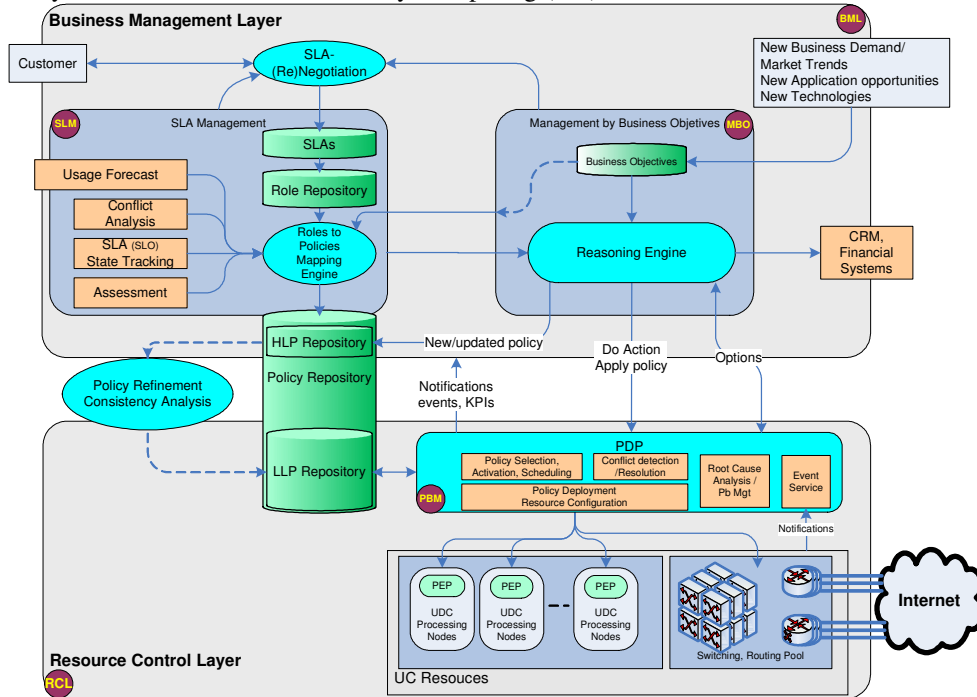 Business Management Layer
BML
Customer
SLA-
(Re)Negotiation
New Business Demand/
Market Trends
New Application opportunities
New Technologies
SLM
SLA Management
Management by Business Objetives
MBO
SLAs
Business Objectives
Usage Forecast
Role Repository
Conflict
Analysis
SLA (SLO)
State Tracking
Assessment
Roles to
Policies
Mapping
Engine
Reasoning Engine
CRM,
Financial
Systems
HLP Repository
New/updated policy
Do Action
Apply policy
Options
Policy Repository
Policy Refinement
Consistency Analysis
Notifications
events, KPIs
LLP Repository
PDP
Policy Selection,
Activation, Scheduling
Conflict detection
/Resolution
Root Cause
Analysis /
Pb Mgt
Event
Service
Policy Deployment
Resource Configuration
PBM
Notifications
PEP
UDC
Processing
Nodes
PEP
UDC
Processing
Nodes
PEP
UDC
Processing
Nodes
Internet
Switching, Routing Pool
Resource Control Layer
RCL
UC Resouces